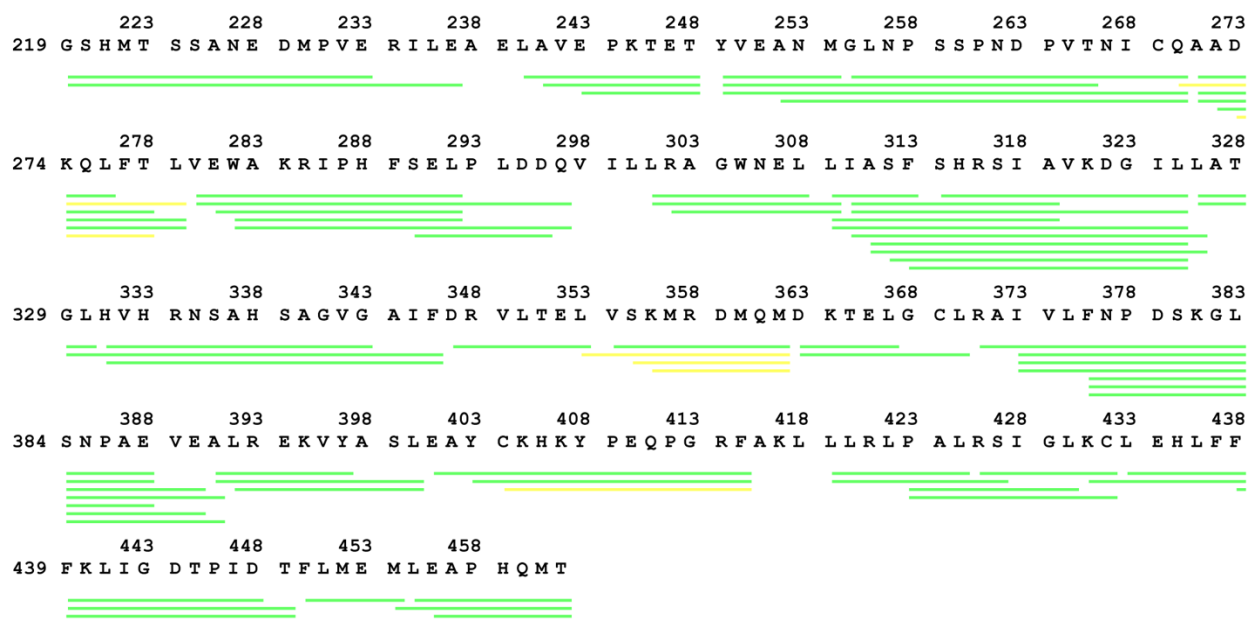 223 228 233 238 243 248 253 258 263 268 273
219 GSHMT SSANE DMPVE RILEA ELAVE PKTET YVEAN MGLNP SSPND PVTNI CQAAD
278 283 288 293 298 303 308 313 318 323 328
274 KQLFT LVEWA KRIPH FSELP LDDQV ILLRA GWNEL LIASF SHRSI AVKDG ILLAT
333 338 343 348 353 358 363 368 373 378 383
329 GLHVH RNSAH SAGVG AIFDR VLTEL VSKMR DMQMD KTELG CLRAI VLFNP DSKGL
388 393 398 403 408 413 418 423 428 433 438
384 SNPAE VEALR EKVYA SLEAY CKHKY PEQPG RFAKL LLRLP ALRSI GLKCL EHLFF
443 448 453 458
439 FKLIG DTPID TFLME MLEAP HQMT